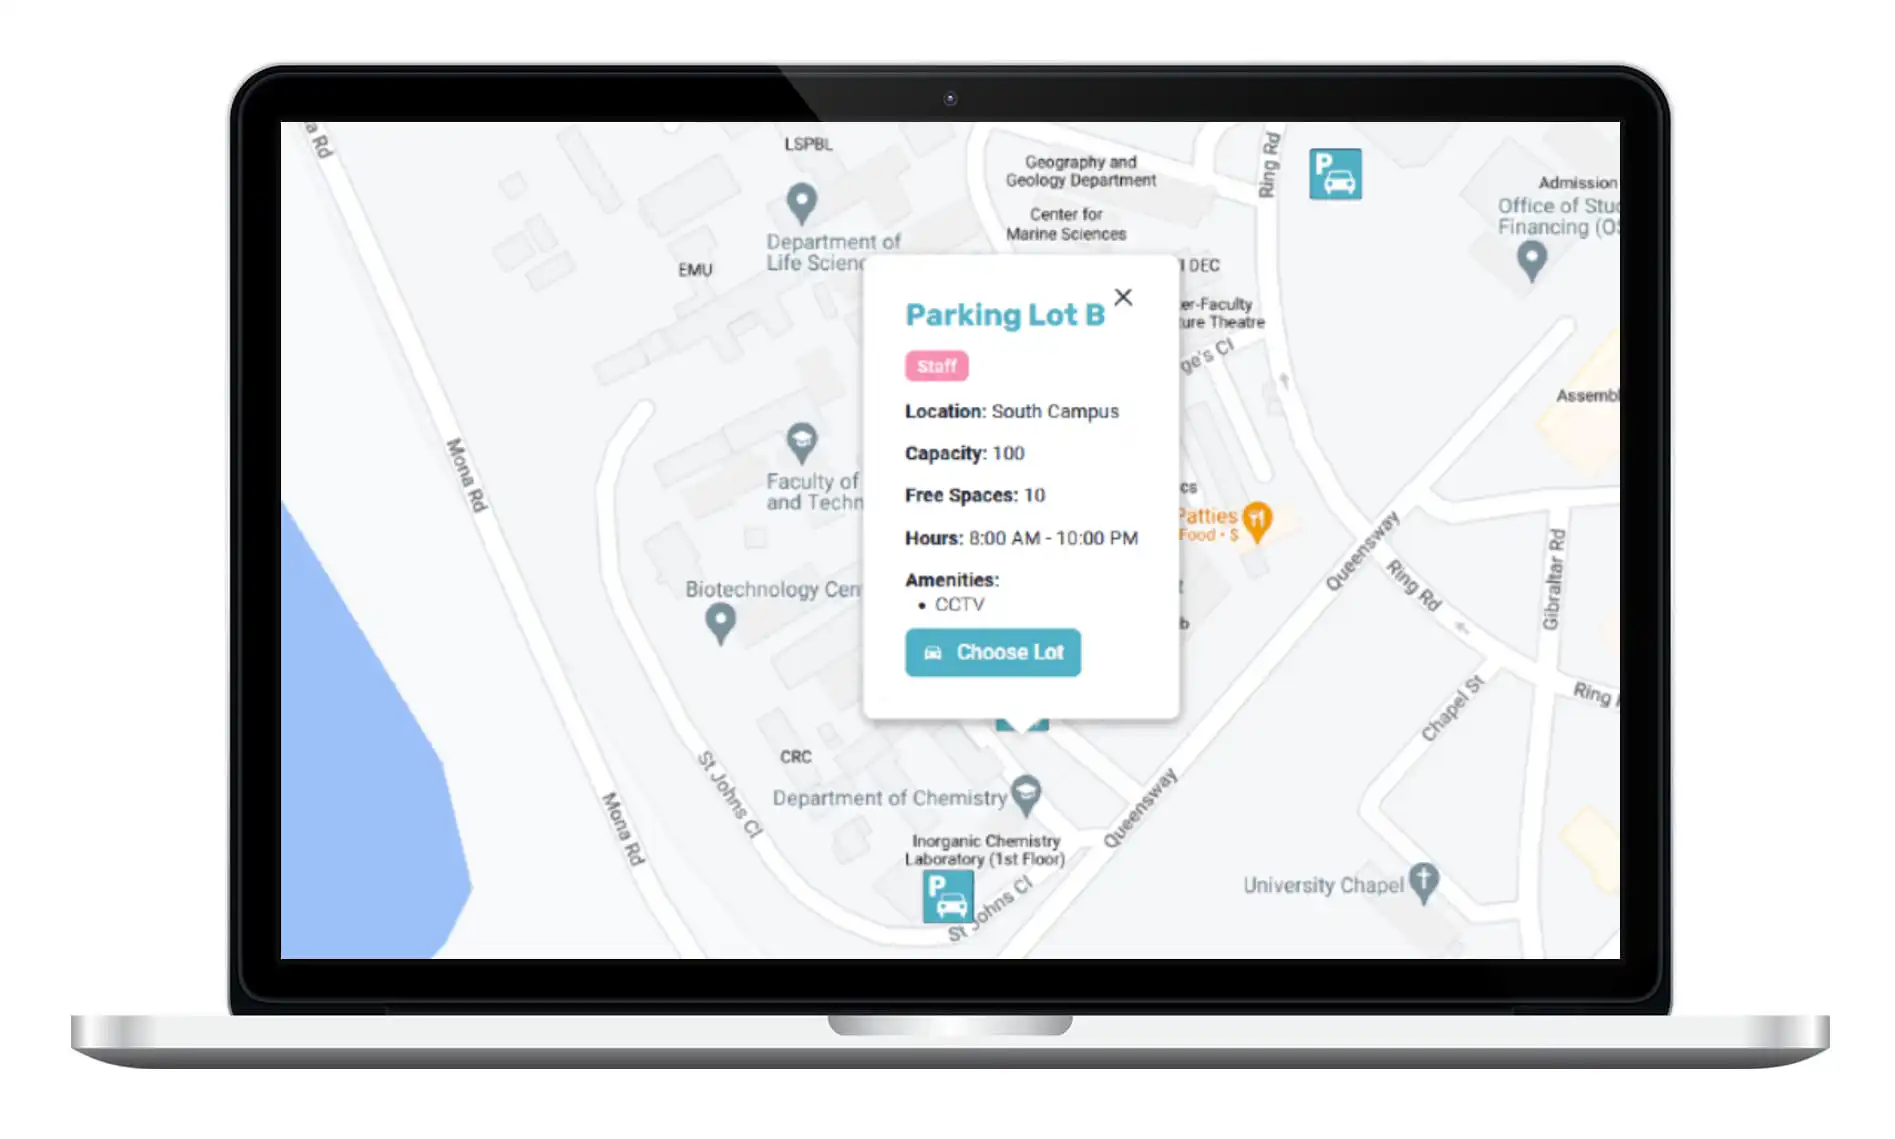 a Rd
LSPBL
Geography and
Geology Department
Ring Rd
P
Admission
Office of Stud
Financing (OS
Center for
Marine Sciences
Department of
Life Scienc
EMU
I DEC
er-Faculty
ture Theatre
ge's Cl
Parking Lot B
Staff
Location: South Campus
Capacity: 100
Free Spaces: 10
Hours: 8:00 AM - 10:00 PM
Amenities:
• CCTV
Choose Lot
Assembl
Mona Rd
Faculty of
and Techn
cs
Patties
Food • $
Queensway
Ring Rd
Gibraltar Rd
Biotechnology Cen
t
b
Chapel St
Ring
CRC
St Johns Cl
Mona Rd
Department of Chemistry
Queensway
Inorganic Chemistry
Laboratory (1st Floor)
P
St Johns Cl
University Chapel